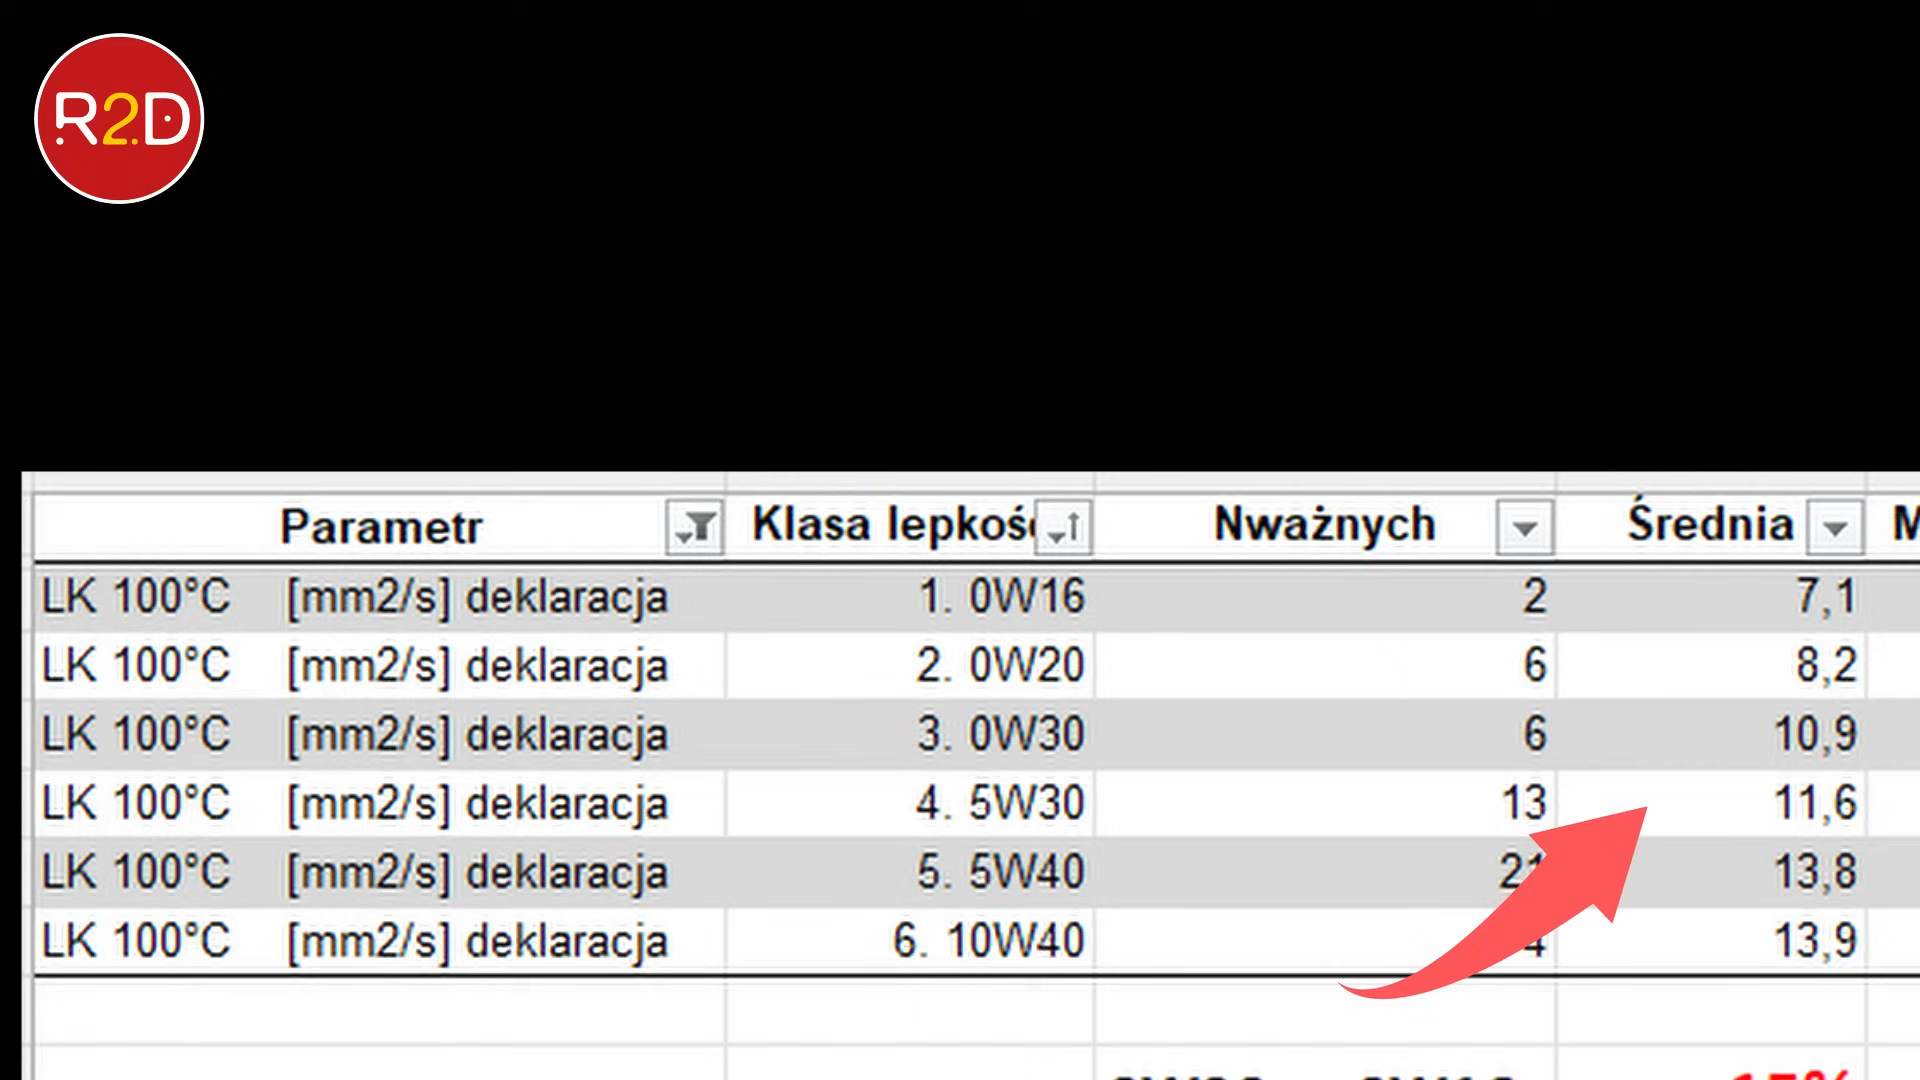 R2D
Parametr Klasa lepkoś Nważnych Średnia M
LK 100°C [mm2/s] deklaracja 1. 0W16 2 7,1
LK 100°C [mm2/s] deklaracja 2. 0W20 6 8,2
LK 100°C [mm2/s] deklaracja 3. 0W30 6 10,9
LK 100°C [mm2/s] deklaracja 4. 5W30 13 11,6
LK 100°C [mm2/s] deklaracja 5. 5W40 21 13,8
LK 100°C [mm2/s] deklaracja 6. 10W40 4 13,9